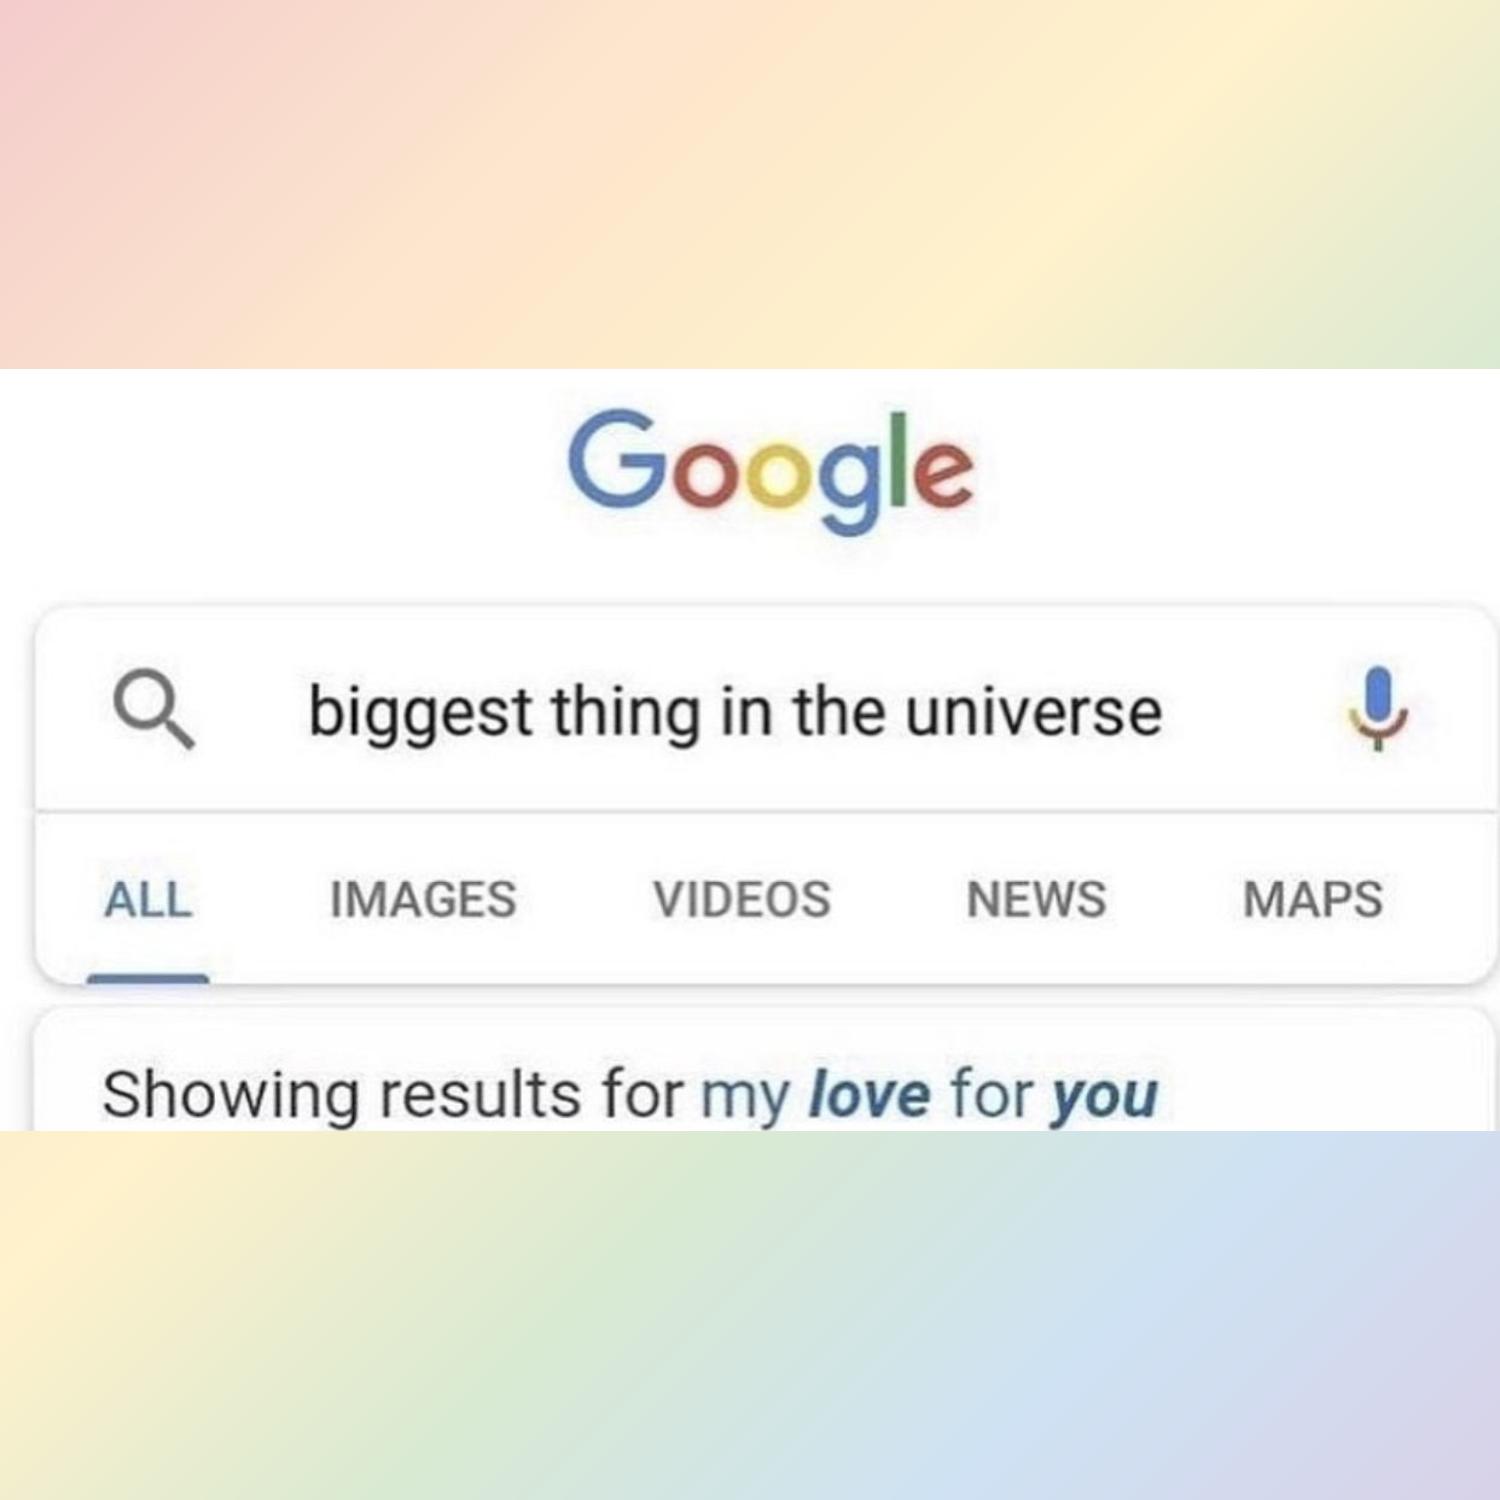 Google
biggest thing in the universe
ALL IMAGES VIDEOS NEWS MAPS
Showing results for my love for you